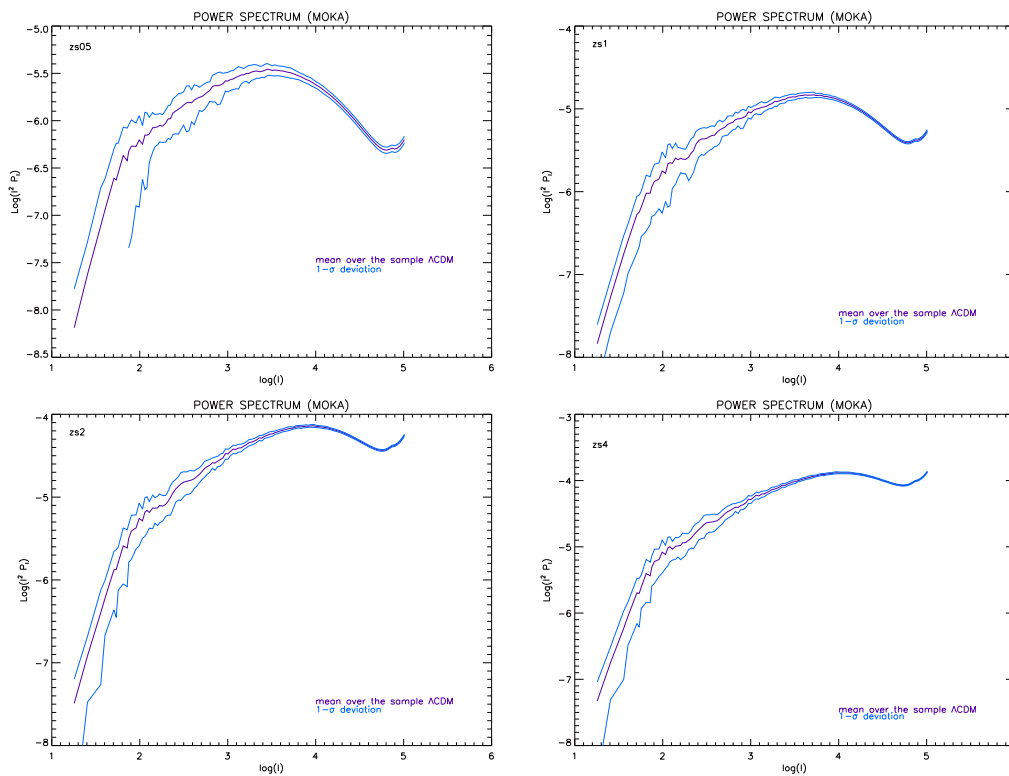 POWER SPECTRUM (MOKA)
zs05
Log(l² Pₗ)
−5.0
−5.5
−6.0
−6.5
−7.0
−7.5
−8.0
−8.5
mean over the sample ΛCDM
1−σ deviation
1 2 3 4 5 6
log(l)
POWER SPECTRUM (MOKA)
zs1
Log(l² Pₗ)
−4
−5
−6
−7
−8
mean over the sample ΛCDM
1−σ deviation
1 2 3 4 5 6
log(l)
POWER SPECTRUM (MOKA)
zs2
Log(l² Pₗ)
−4
−5
−6
−7
−8
mean over the sample ΛCDM
1−σ deviation
1 2 3 4 5 6
log(l)
POWER SPECTRUM (MOKA)
zs4
Log(l² Pₗ)
−3
−4
−5
−6
−7
−8
mean over the sample ΛCDM
1−σ deviation
1 2 3 4 5 6
log(l)